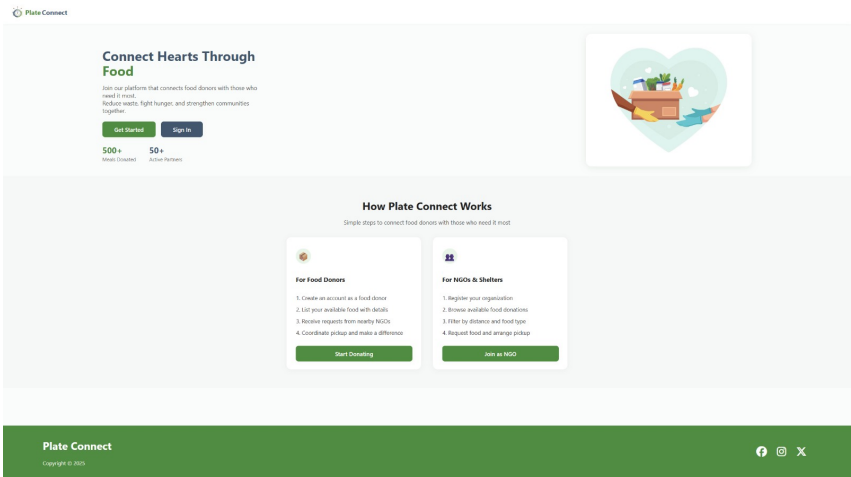 Plate Connect
Connect Hearts Through
Food
Join our platform that connects food donors with those who
need it most.
Reduce waste, fight hunger, and strengthen communities
together.
Get Started
Sign In
500+
50+
Meals Donated
Active Partners
How Plate Connect Works
Simple steps to connect food donors with those who need it most
For Food Donors
1. Create an account as a food donor
2. List your available food with details
3. Receive requests from nearby NGOs
4. Coordinate pickup and make a difference
Start Donating
For NGOs & Shelters
1. Register your organization
2. Browse available food donations
3. Filter by distance and food type
4. Request food and arrange pickup
Join as NGO
Plate Connect
Copyright © 2025